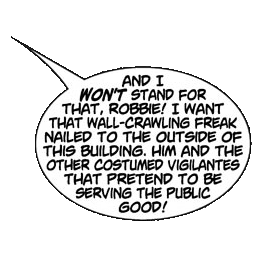 AND I
WON'T STAND FOR
THAT, ROBBIE! I WANT
THAT WALL-CRAWLING FREAK
NAILED TO THE OUTSIDE OF
THIS BUILDING. HIM AND THE
OTHER COSTUMED VIGILANTES
THAT PRETEND TO BE
SERVING THE PUBLIC
GOOD!